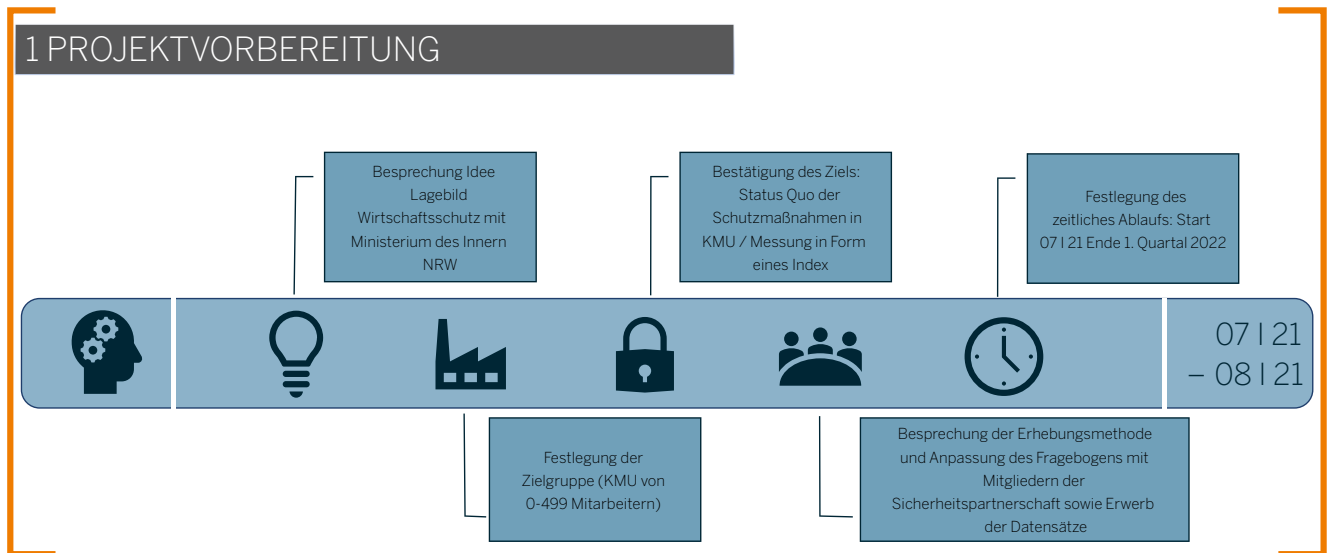 1 PROJEKTVORBEREITUNG
Besprechung Idee
Lagebild
Wirtschaftsschutz mit
Ministerium des Innern
NRW
Bestätigung des Ziels:
Status Quo der
Schutzmaßnahmen in
KMU / Messung in Form
eines Index
Festlegung des
zeitliches Ablaufs: Start
07 I 21 Ende 1. Quartal 2022
07 I 21
– 08 I 21
Festlegung der
Zielgruppe (KMU von
0-499 Mitarbeitern)
Besprechung der Erhebungsmethode
und Anpassung des Fragebogens mit
Mitgliedern der
Sicherheitspartnerschaft sowie Erwerb
der Datensätze